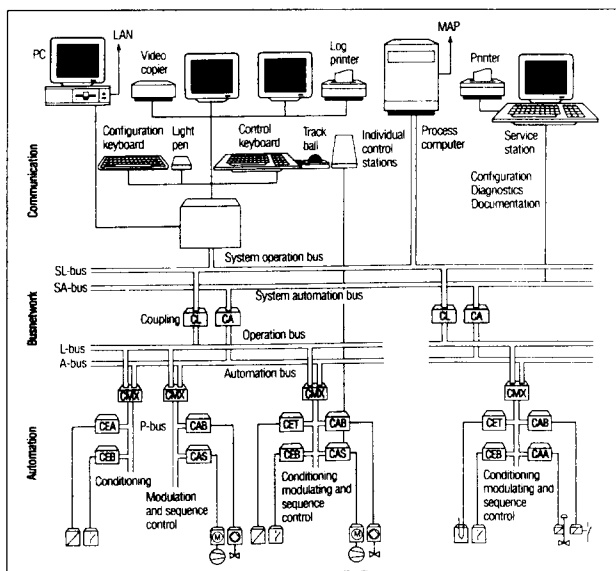 PC
LAN
Video
copier
Log
printer
MAP
Printer
Configuration
keyboard
Light
pen
Control
keyboard
Track
ball
Individual
control
stations
Process
computer
Service
station
Configuration
Diagnostics
Documentation
Communication
System operation bus
SL-bus
SA-bus
System automation bus
Busnetwork
Coupling
CL
CA
CL
CA
Operation bus
L-bus
A-bus
Automation bus
CMX
CMX
CMX
CMX
Automation
CEA
P-bus
CAB
CET
CAB
CET
CAB
CEB
CAS
CEB
CAS
CEB
CAA
Conditioning
Modulation
and sequence
control
Conditioning
modulating and
sequence
control
Conditioning
modulating and
sequence
control
M
M